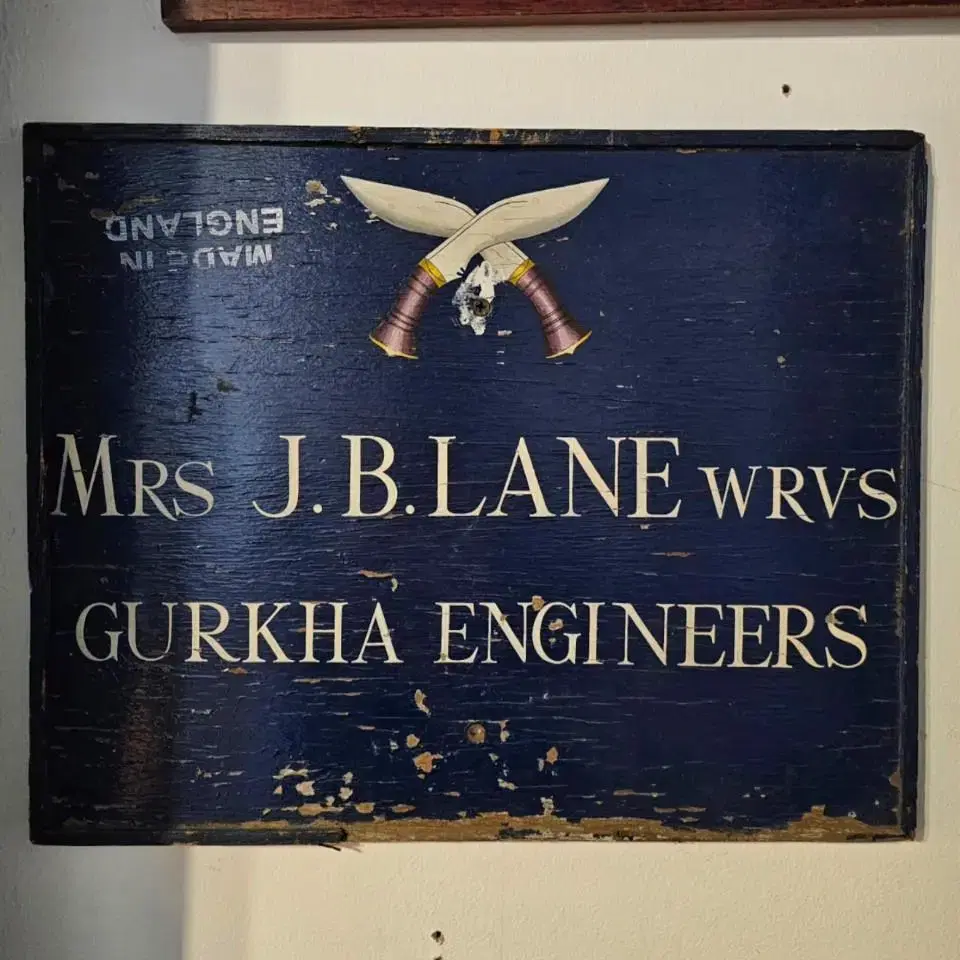 MADE IN
ENGLAND
MRS J.B.LANE WRVS
GURKHA ENGINEERS